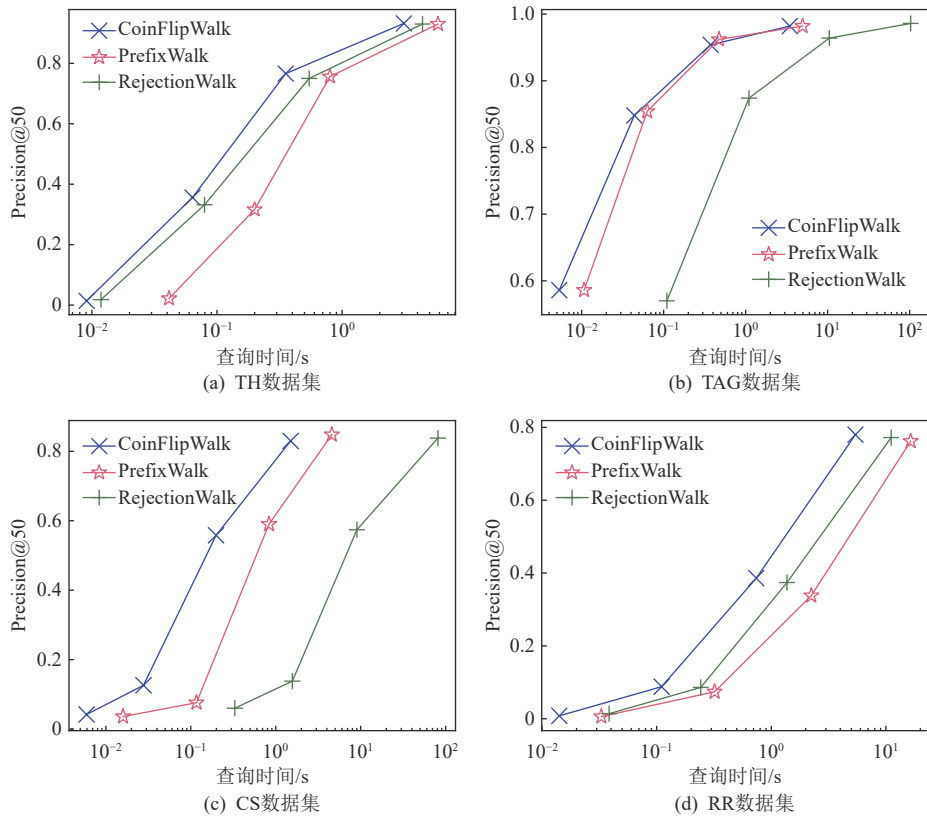 Precision@50
0.8
0.6
0.4
0.2
0
CoinFlipWalk
PrefixWalk
RejectionWalk
10⁻²
10⁻¹
10⁰
查询时间/s
(a) TH数据集
Precision@50
1.0
0.9
0.8
0.7
0.6
CoinFlipWalk
PrefixWalk
RejectionWalk
10⁻²
10⁻¹
10⁰
10¹
10²
查询时间/s
(b) TAG数据集
Precision@50
0.8
0.6
0.4
0.2
0
CoinFlipWalk
PrefixWalk
RejectionWalk
10⁻²
10⁻¹
10⁰
10¹
10²
查询时间/s
(c) CS数据集
Precision@50
0.8
0.6
0.4
0.2
0
CoinFlipWalk
PrefixWalk
RejectionWalk
10⁻²
10⁻¹
10⁰
10¹
查询时间/s
(d) RR数据集